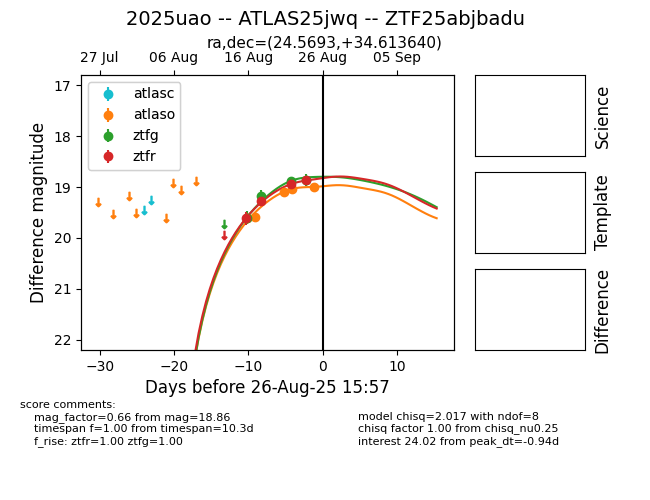 2025uao -- ATLAS25jwq -- ZTF25abjbadu
ra,dec=(24.5693,+34.613640)
27 Jul 06 Aug 16 Aug 26 Aug 05 Sep
atlasc
atlaso
ztfg
ztfr
17
18
19
20
21
22
Difference magnitude
−30 −20 −10 0 10
Days before 26-Aug-25 15:57
Science
Template
Difference
score comments:
mag_factor=0.66 from mag=18.86
timespan f=1.00 from timespan=10.3d
f_rise: ztfr=1.00 ztfg=1.00
model chisq=2.017 with ndof=8
chisq factor 1.00 from chisq_nu0.25
interest 24.02 from peak_dt=-0.94d